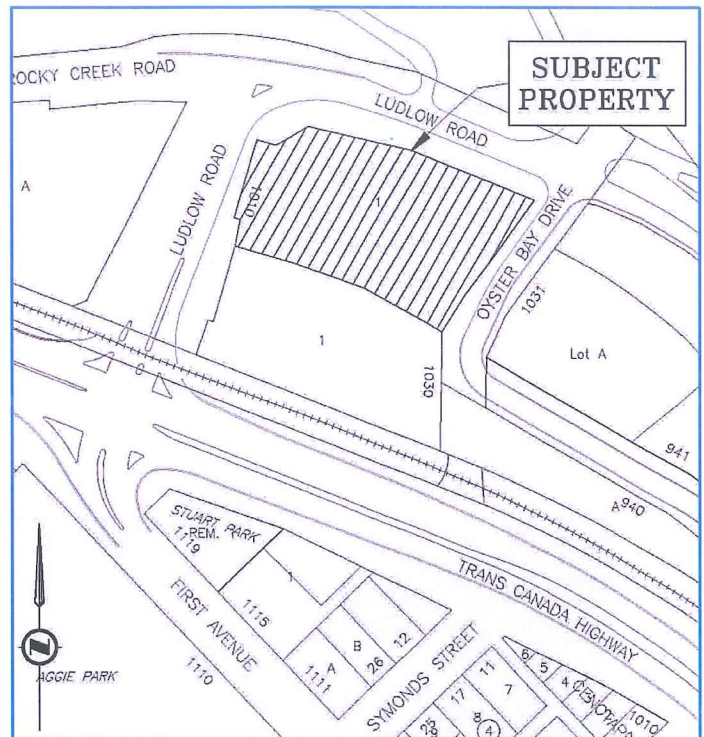 ROCKY CREEK ROAD
SUBJECT
PROPERTY
LUDLOW ROAD
LUDLOW ROAD
A
1010
1
OYSTER BAY DRIVE
1031
Lot A
1
1030
941
A
940
STUART PARK
REM.
1119
1
1115
TRANS CANADA HIGHWAY
FIRST AVENUE
1110
A
1111
B
26
12
SYMONDS STREET
AGGIE PARK
6
5
4
11
17
7
8
4
1010